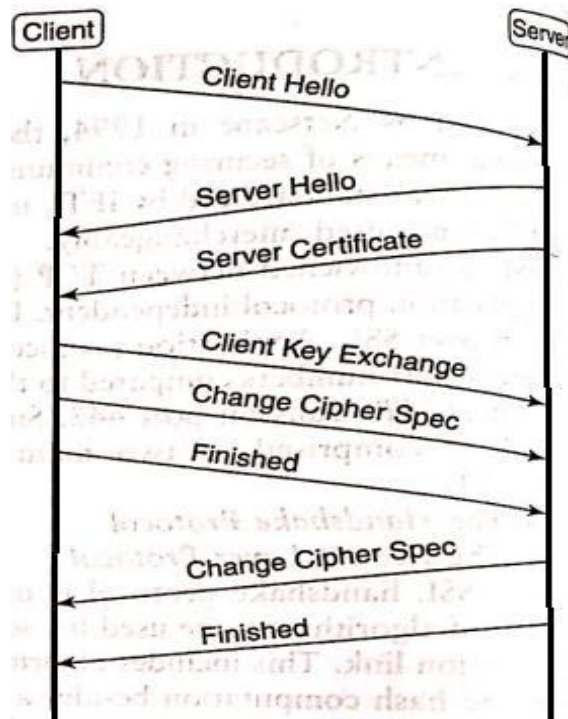 Client
Server
Client Hello
Server Hello
Server Certificate
Client Key Exchange
Change Cipher Spec
Finished
Change Cipher Spec
Finished